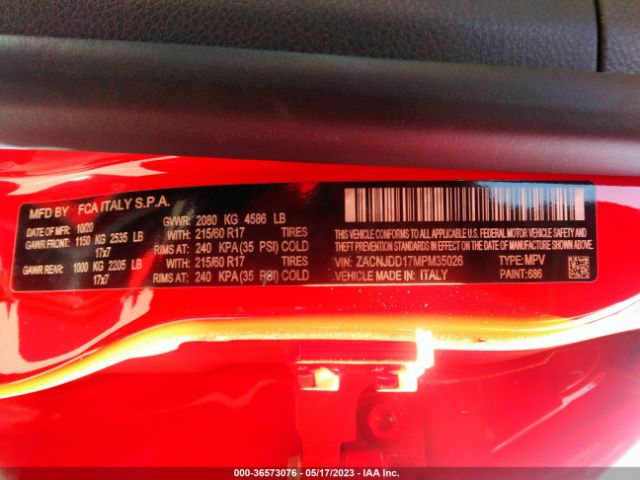 MFD BY FCA ITALY S.P.A.
DATE OF MFR: 10/20 GVWR: 2080 KG 4586 LB
GAWR FRONT: 1150 KG 2535 LB WITH: 215/60 R17 TIRES
17x7 RIMS AT: 240 KPA (35 PSI) COLD
GAWR REAR: 1000 KG 2205 LB WITH: 215/60 R17 TIRES
17x7 RIMS AT: 240 KPA (35 PSI) COLD
THIS VEHICLE CONFORMS TO ALL APPLICABLE U.S. FEDERAL MOTOR VEHICLE
SAFETY, BUMPER AND THEFT PREVENTION STANDARDS IN EFFECT ON THE DATE OF MANUFACTURE SHOWN ABOVE.
VIN: ZACNJDD17MPM35026 TYPE: MPV
VEHICLE MADE IN: ITALY PAINT: 686
000-36573076 - 05/17/2023 - IAA Inc.